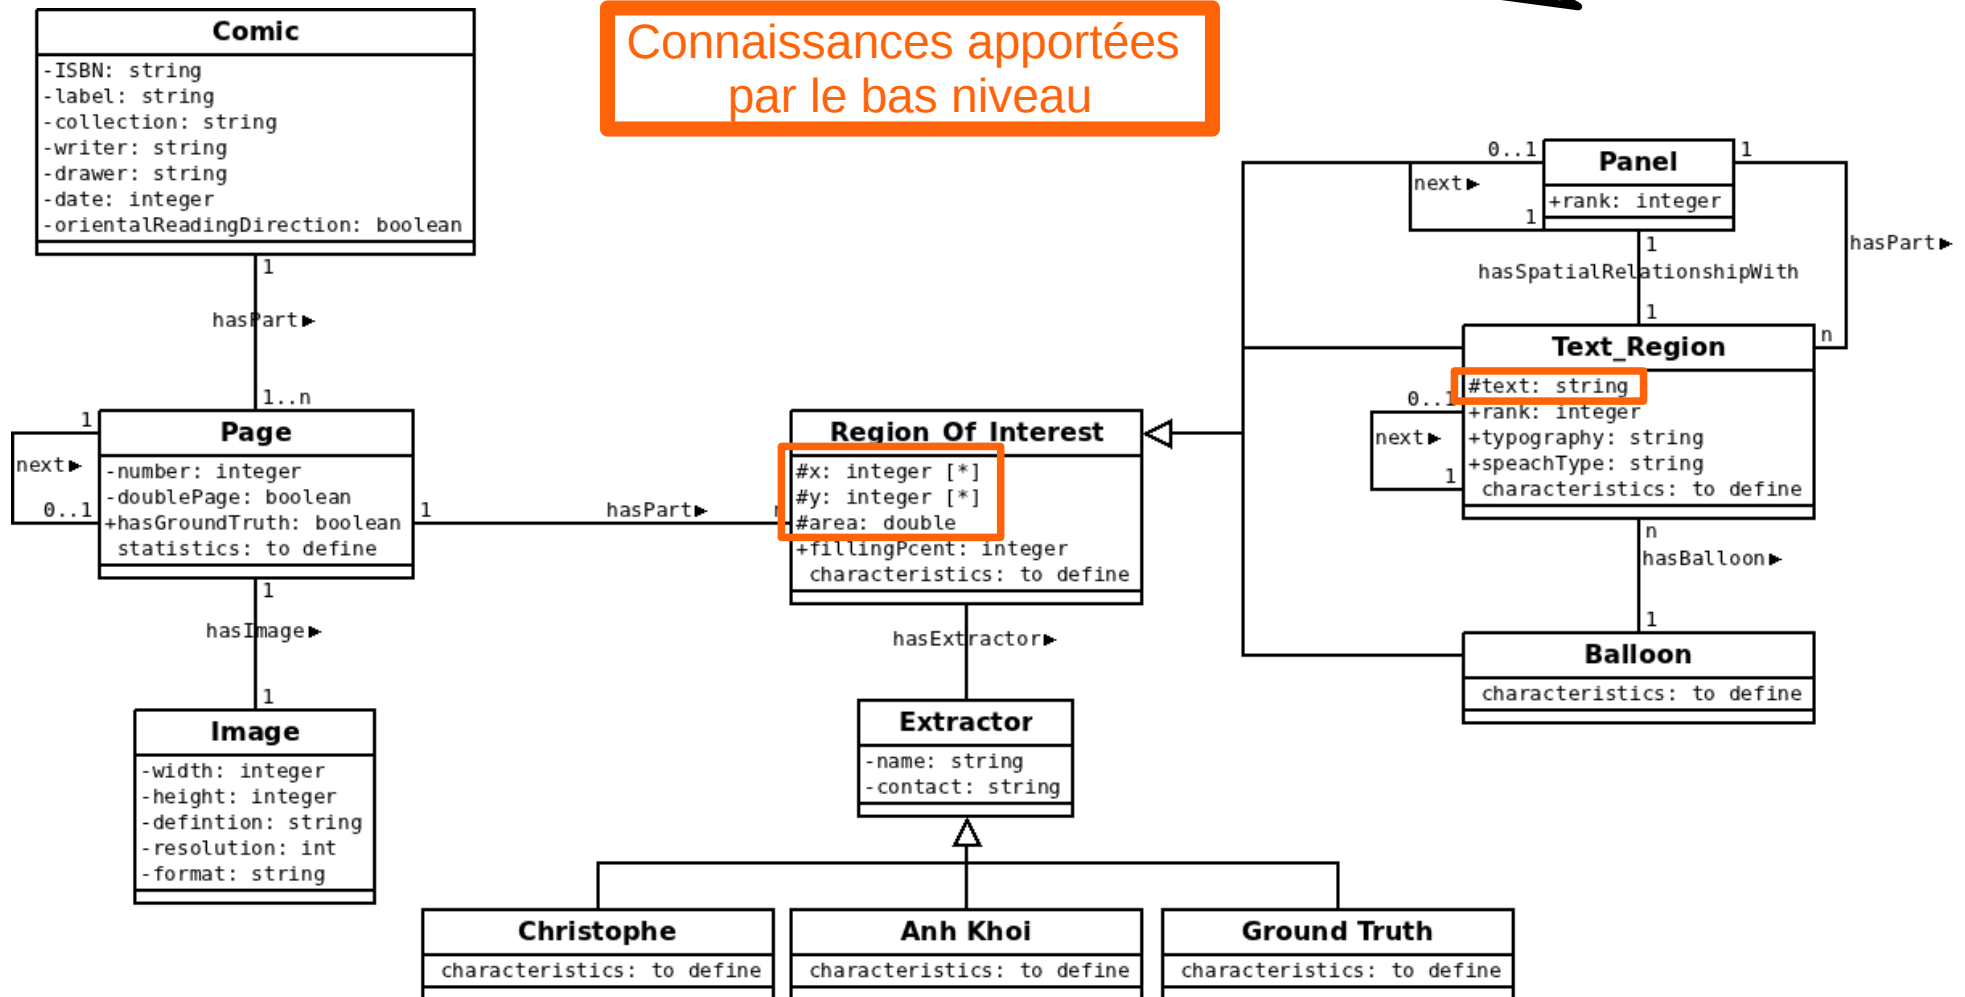 Connaissances apportées
par le bas niveau
Comic
-ISBN: string
-label: string
-collection: string
-writer: string
-drawer: string
-date: integer
-orientalReadingDirection: boolean
1
hasPart►
1..n
Page
-number: integer
-doublePage: boolean
+hasGroundTruth: boolean
statistics: to define
1
next►
0..1
1
hasImage►
1
Image
-width: integer
-height: integer
-defintion: string
-resolution: int
-format: string
1
hasPart►
Region_Of_Interest
#x: integer [*]
#y: integer [*]
#area: double
+fillingPcent: integer
characteristics: to define
hasExtractor►
Extractor
-name: string
-contact: string
Christophe
characteristics: to define
Anh Khoi
characteristics: to define
Ground Truth
characteristics: to define
0..1
Panel
1
next►
+rank: integer
1
1
hasPart►
hasSpatialRelationshipWith
1
n
Text_Region
#text: string
+rank: integer
+typography: string
+speachType: string
characteristics: to define
0..1
next►
1
n
hasBalloon►
1
Balloon
characteristics: to define